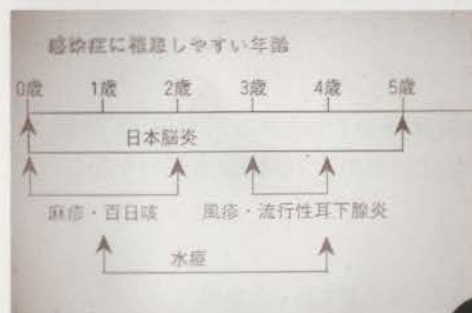 感染症に罹患しやすい年齢
0歳 1歳 2歳 3歳 4歳 5歳
日本脳炎
麻疹・百日咳 風疹・流行性耳下腺炎
水痘